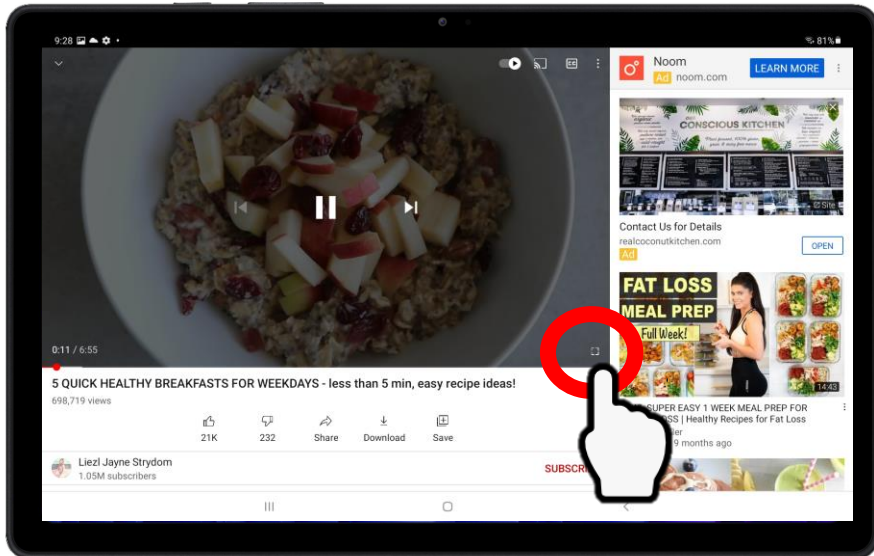 9:28
81%
CC
Noom
Ad noom.com
LEARN MORE
CONSCIOUS KITCHEN
Site
Contact Us for Details
realcoconutkitchen.com
Ad
OPEN
0:11 / 6:55
5 QUICK HEALTHY BREAKFASTS FOR WEEKDAYS - less than 5 min, easy recipe ideas!
698,719 views
21K
232
Share
Download
Save
Liezl Jayne Strydom
1.05M subscribers
FAT LOSS
MEAL PREP
Full Week!
14:43
SUPER EASY 1 WEEK MEAL PREP FOR
| Healthy Recipes for Fat Loss
9 months ago